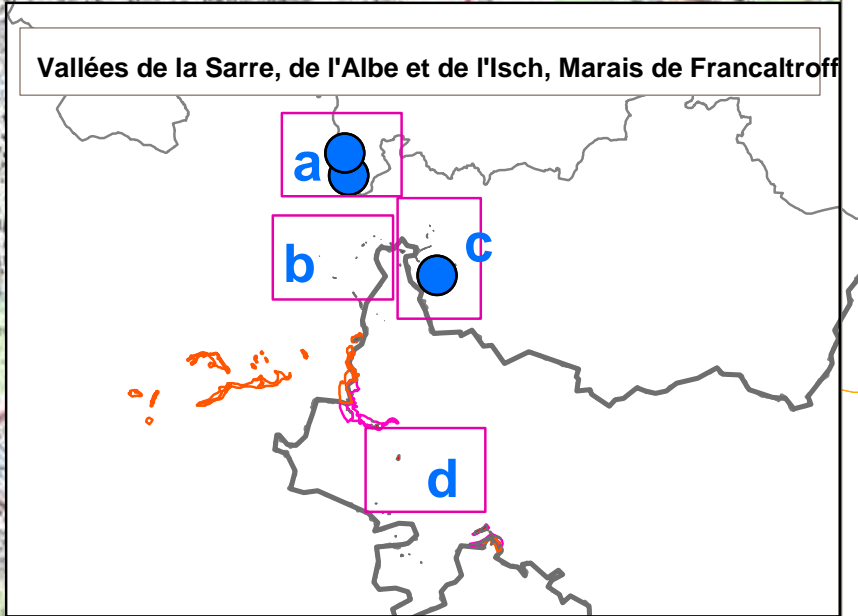 Vallées de la Sarre, de l'Albe et de l'Isch, Marais de Francaltroff
a
c
b
d